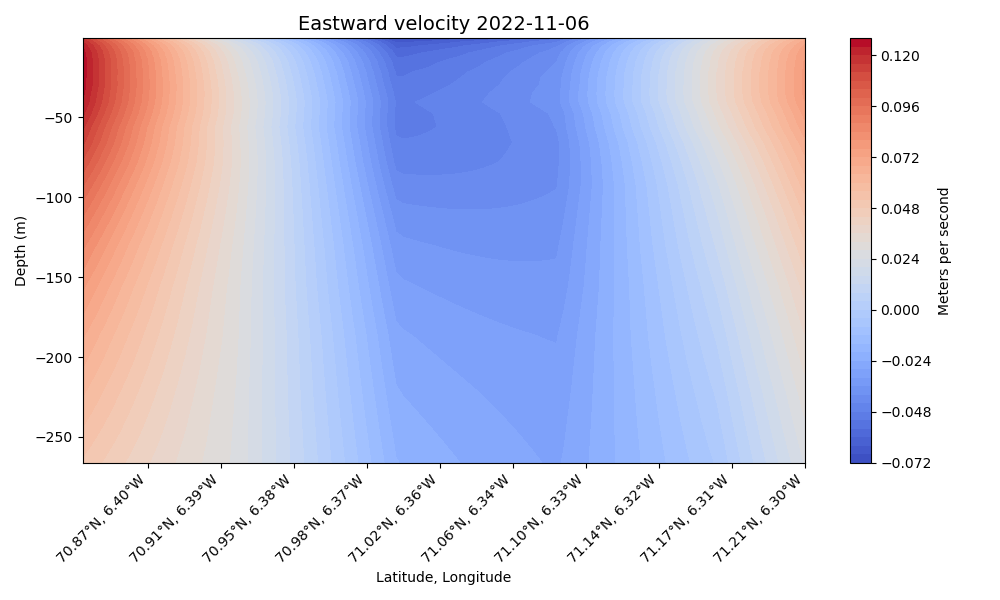 Eastward velocity 2022-11-06
Depth (m)
−50
−100
−150
−200
−250
70.87°N, 6.40°W
70.91°N, 6.39°W
70.95°N, 6.38°W
70.98°N, 6.37°W
71.02°N, 6.36°W
71.06°N, 6.34°W
71.10°N, 6.33°W
71.14°N, 6.32°W
71.17°N, 6.31°W
71.21°N, 6.30°W
Latitude, Longitude
0.120
0.096
0.072
0.048
0.024
0.000
−0.024
−0.048
−0.072
Meters per second